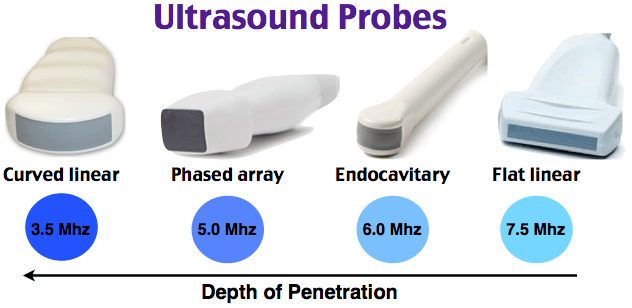 Ultrasound Probes
Curved linear Phased array Endocavitary Flat linear
3.5 Mhz 5.0 Mhz 6.0 Mhz 7.5 Mhz
Depth of Penetration